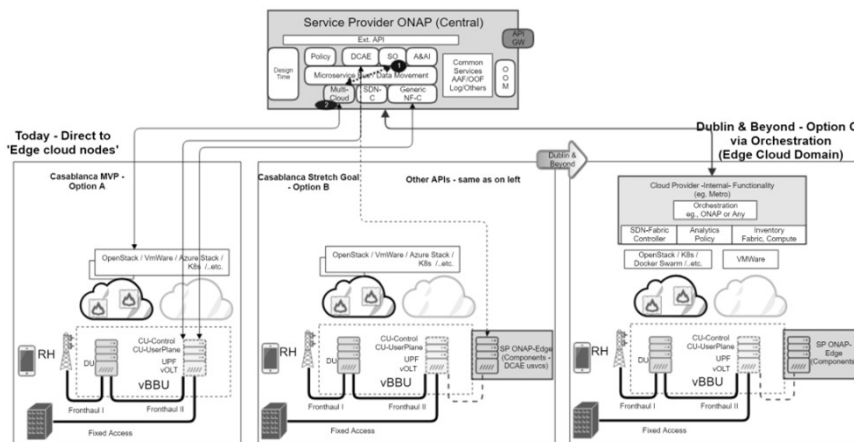 Service Provider ONAP (Central)
Ext. API
API
GW
Design
Time
Policy
DCAE
SO
A&AI
1
Microservice Bus / Data Movement
Multi-
Cloud
2
SDN-
C
Generic
NF-C
Common
Services
AAF/OOF
Log/Others
O
O
M
Today - Direct to
'Edge cloud nodes'
Casablanca MVP -
Option A
OpenStack / VmWare / Azure Stack /
K8s /..etc.
RH
DU
CU-Control
CU-UserPlane
UPF
vOLT
vBBU
Fronthaul I
Fronthaul II
Fixed Access
Casablanca Stretch Goal
- Option B
Other APIs - same as on left
Dublin &
Beyond
OpenStack / VmWare / Azure Stack /
K8s /..etc.
RH
DU
CU-Control
CU-UserPlane
UPF
vOLT
vBBU
SP ONAP-Edge
(Components -
DCAE usvcs)
Fronthaul I
Fronthaul II
Fixed Access
Dublin & Beyond - Option C
via Orchestration
(Edge Cloud Domain)
Cloud Provider -Internal- Functionality
(eg. Metro)
Orchestration
eg., ONAP or Any
SDN-Fabric
Controller
Analytics
Policy
Inventory
Fabric, Compute
OpenStack / K8s /
Docker Swarm /..etc.
VMWare
RH
DU
CU-Control
CU-UserPlane
UPF
vOLT
vBBU
SP ONAP-
Edge
(Components
Fronthaul I
Fronthaul II
Fixed Access